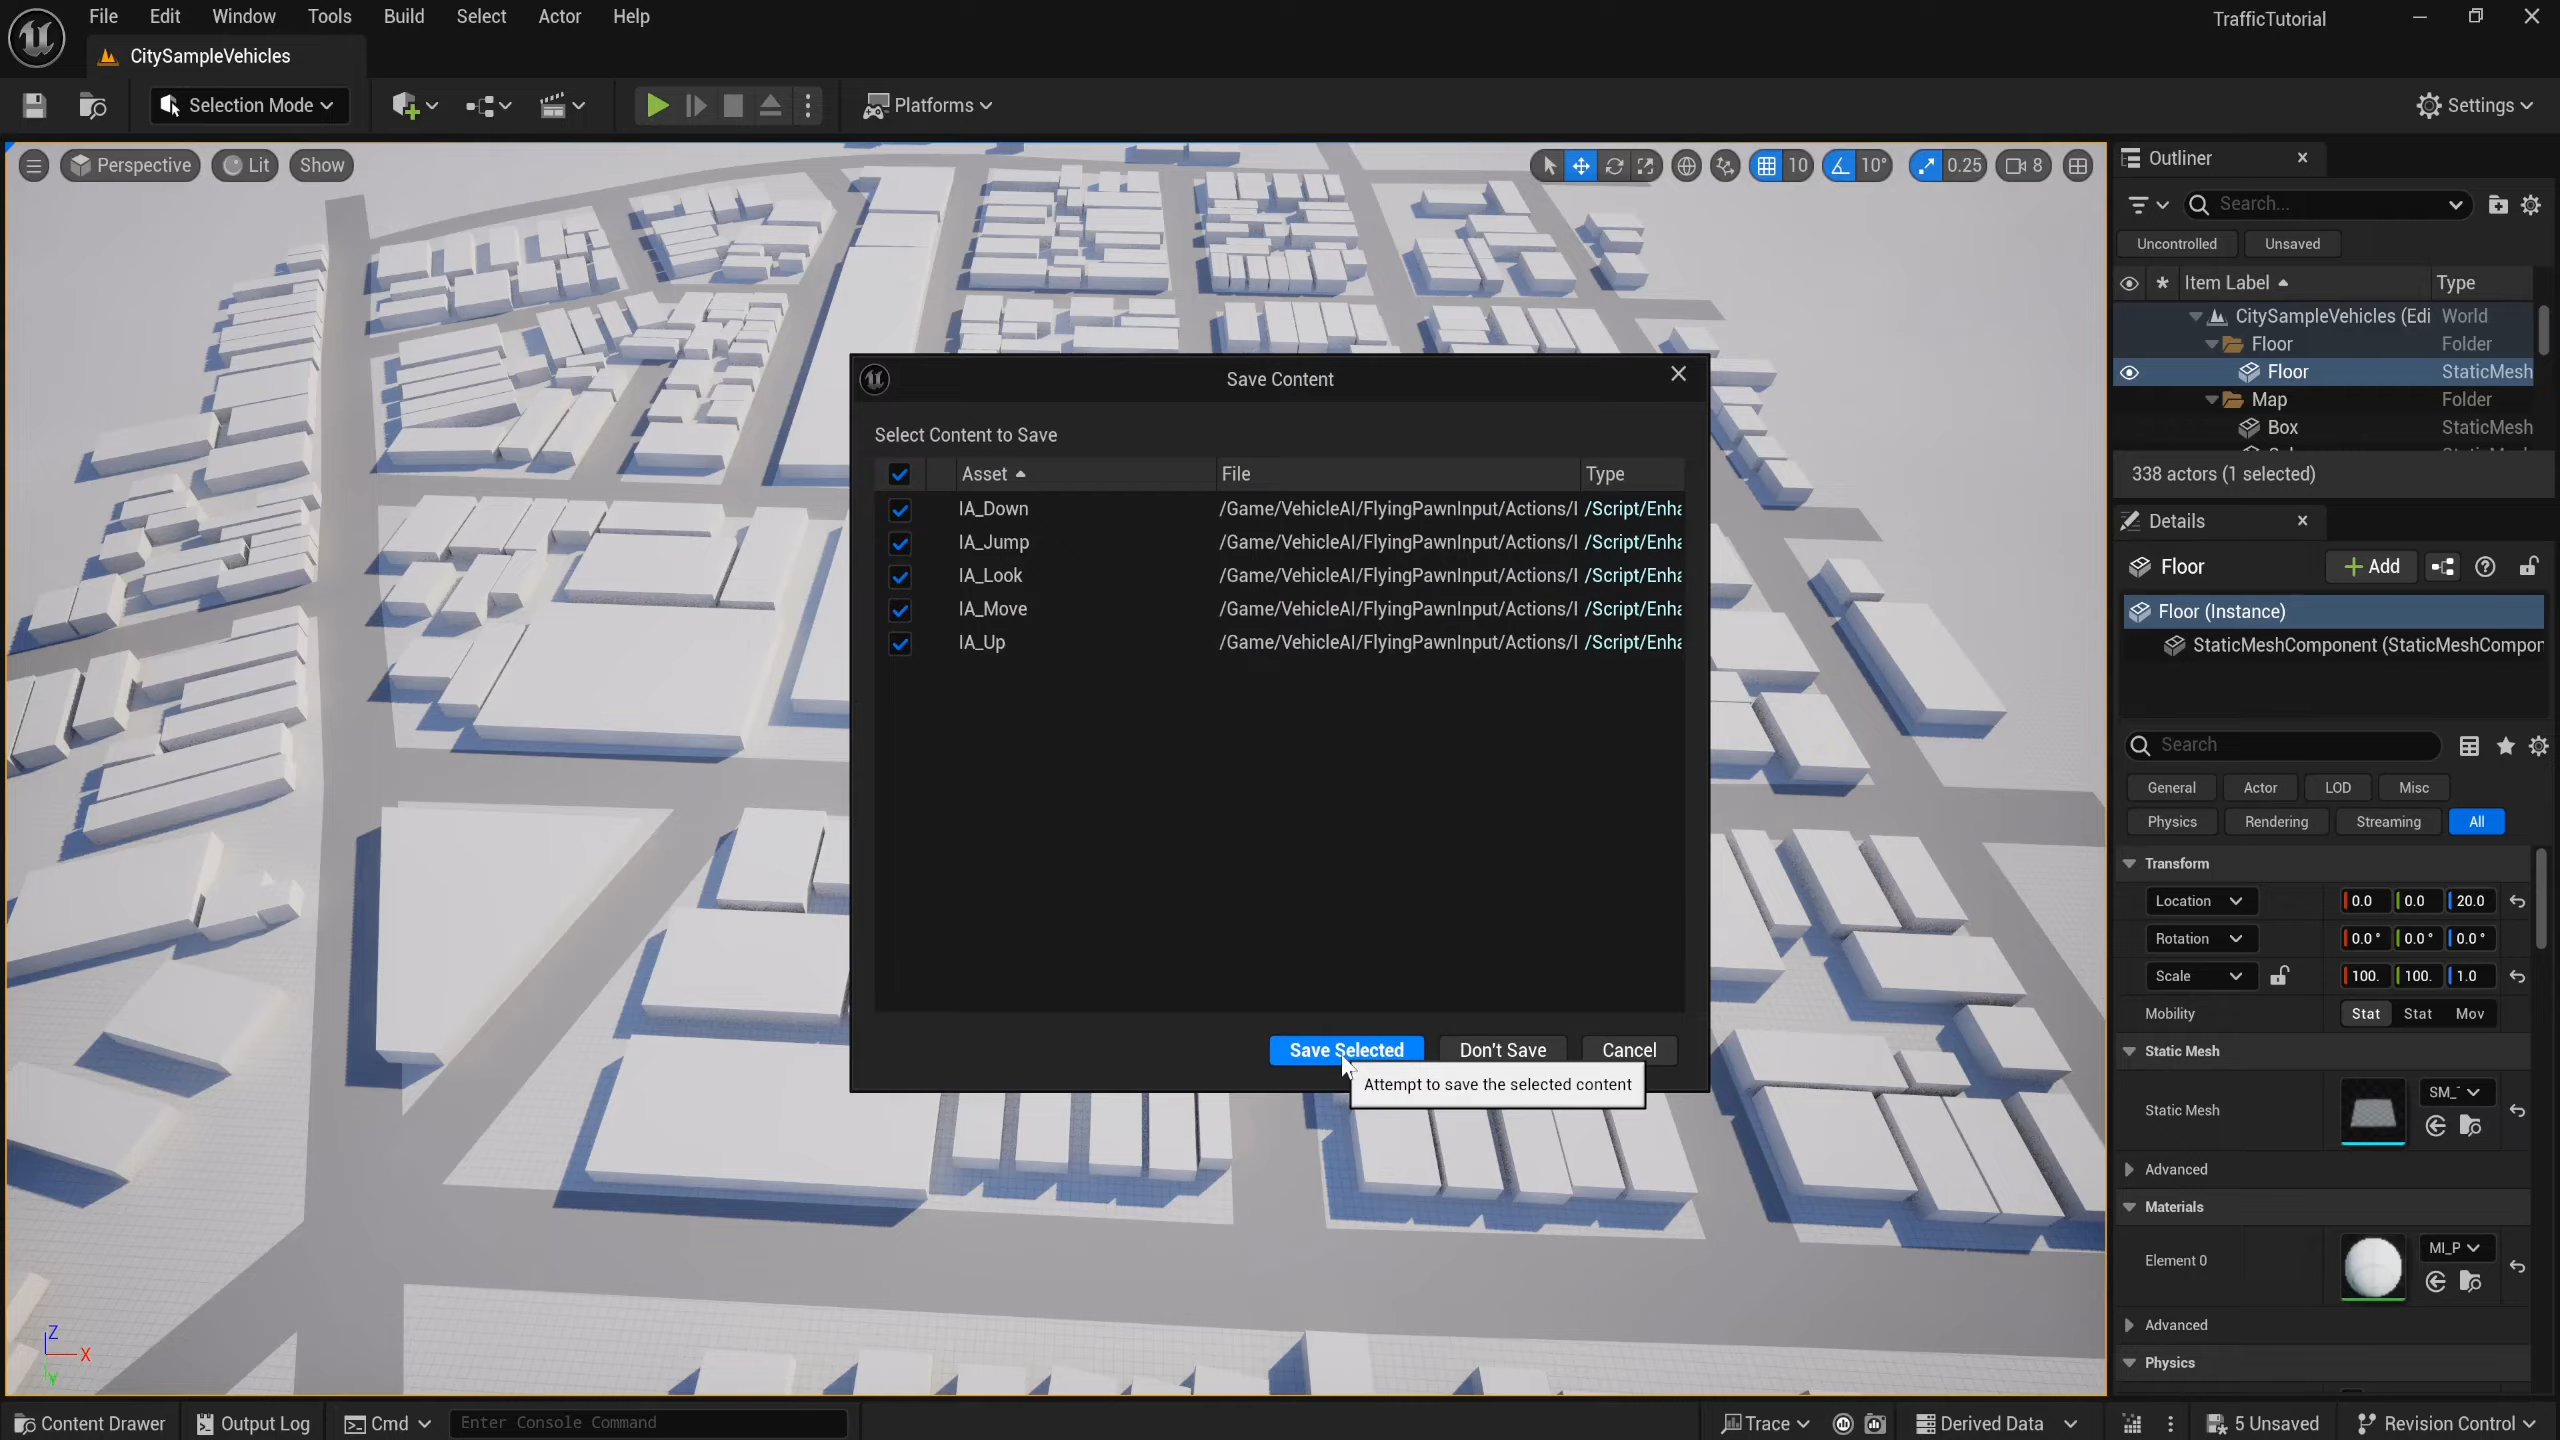 File Edit Window Tools Build Select Actor Help
TrafficTutorial
CitySampleVehicles
Selection Mode
Platforms
Settings
Perspective Lit Show
10 10° 0.25 8
Outliner
Search...
Uncontrolled Unsaved
Item Label Type
CitySampleVehicles (Edi World
Floor Folder
Floor StaticMesh
Map Folder
Box StaticMesh
338 actors (1 selected)
Details
Floor Add
Floor (Instance)
StaticMeshComponent (StaticMeshCompon
Search
General Actor LOD Misc
Physics Rendering Streaming All
Transform
Location 0.0 0.0 20.0
Rotation 0.0° 0.0° 0.0°
Scale 100. 100. 1.0
Mobility Stat Stat Mov
Static Mesh
Static Mesh SM_
Advanced
Materials
Element 0 MI_P
Advanced
Physics
Save Content
Select Content to Save
Asset File Type
IA_Down /Game/VehicleAI/FlyingPawnInput/Actions/I /Script/Enha
IA_Jump /Game/VehicleAI/FlyingPawnInput/Actions/I /Script/Enha
IA_Look /Game/VehicleAI/FlyingPawnInput/Actions/I /Script/Enha
IA_Move /Game/VehicleAI/FlyingPawnInput/Actions/I /Script/Enha
IA_Up /Game/VehicleAI/FlyingPawnInput/Actions/I /Script/Enha
Save Selected Don't Save Cancel
Attempt to save the selected content
Z
X
Y
Content Drawer Output Log Cmd Enter Console Command Trace Derived Data 5 Unsaved Revision Control